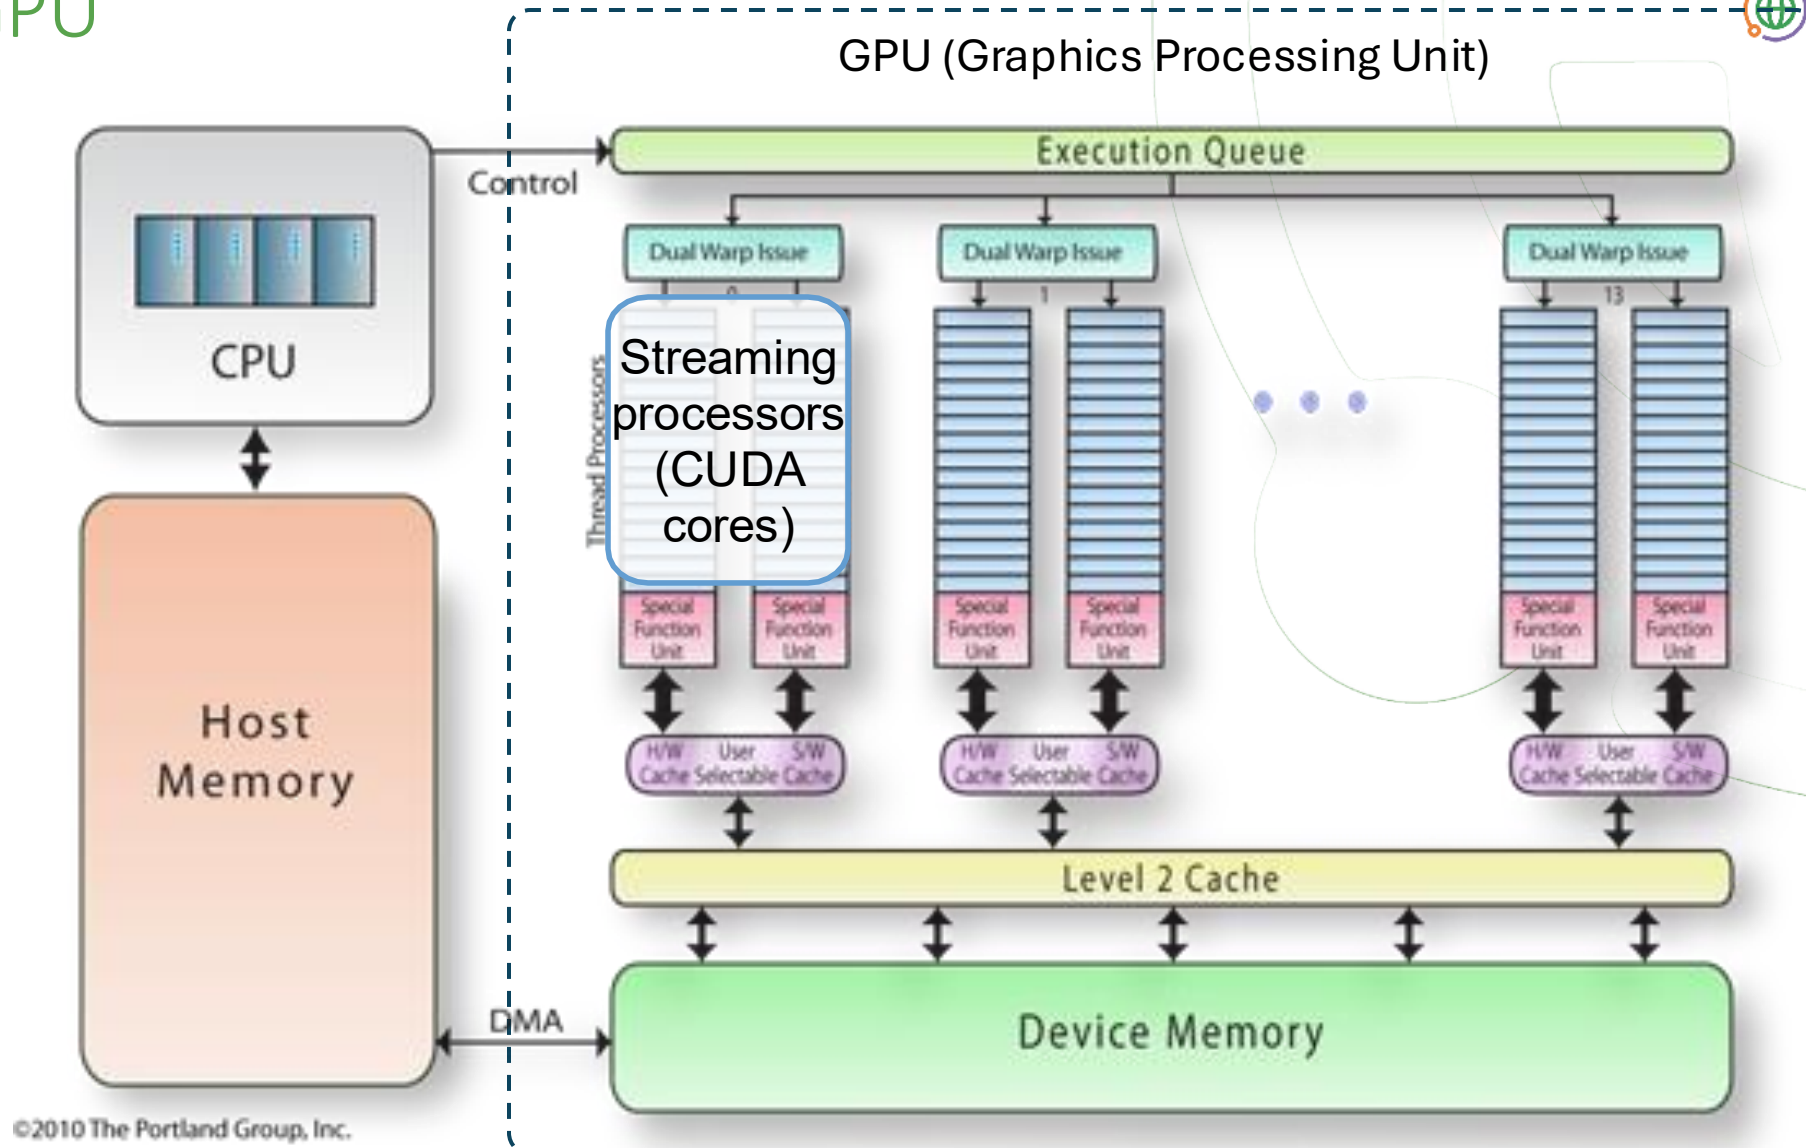 GPU
GPU (Graphics Processing Unit)
Execution Queue
Control
CPU
Dual Warp Issue
Dual Warp Issue
Dual Warp Issue
0
1
13
Thread Processors
Streaming
processors
(CUDA
cores)
Special
Function
Unit
Special
Function
Unit
Special
Function
Unit
Special
Function
Unit
Special
Function
Unit
Special
Function
Unit
H/W User S/W
Cache Selectable Cache
H/W User S/W
Cache Selectable Cache
H/W User S/W
Cache Selectable Cache
Host
Memory
Level 2 Cache
DMA
Device Memory
©2010 The Portland Group, Inc.